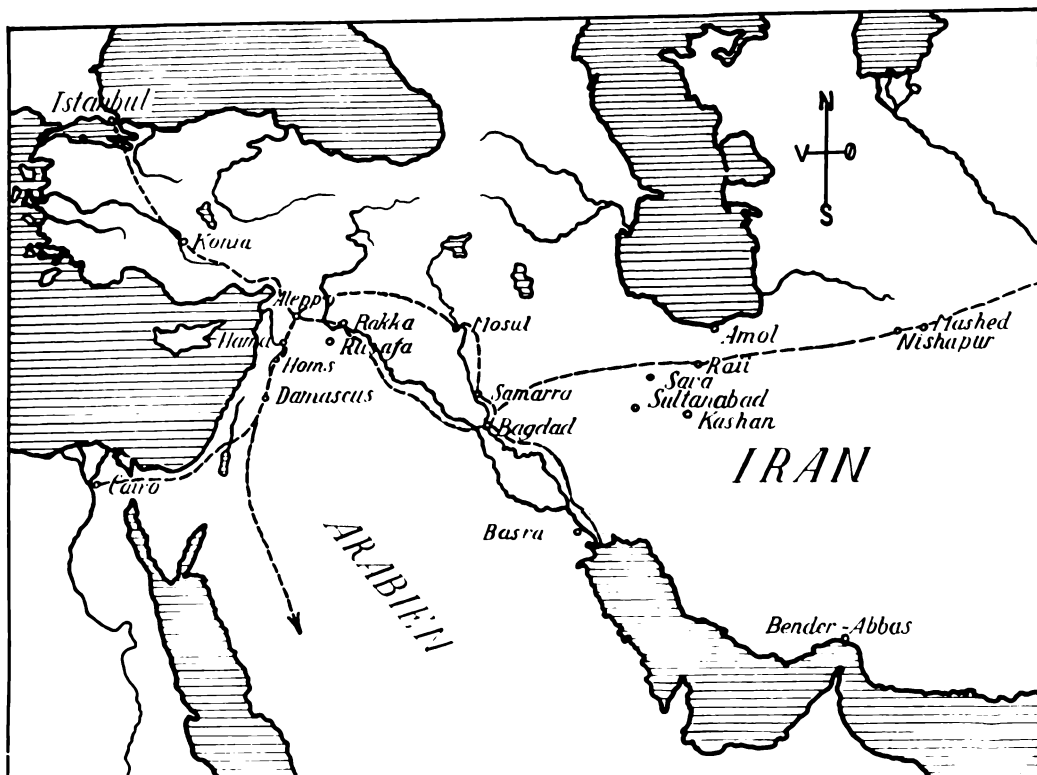 Istanbul
N
V O
S
Konia
Aleppo
Rakka
Mosul
Hama
Rusafa
Homs
Amol
Mashed
Nishapur
Raii
Sava
Samarra
Damascus
Sultanabad
Kashan
Bagdad
IRAN
Cairo
Basra
ARABIEN
Bender-Abbas